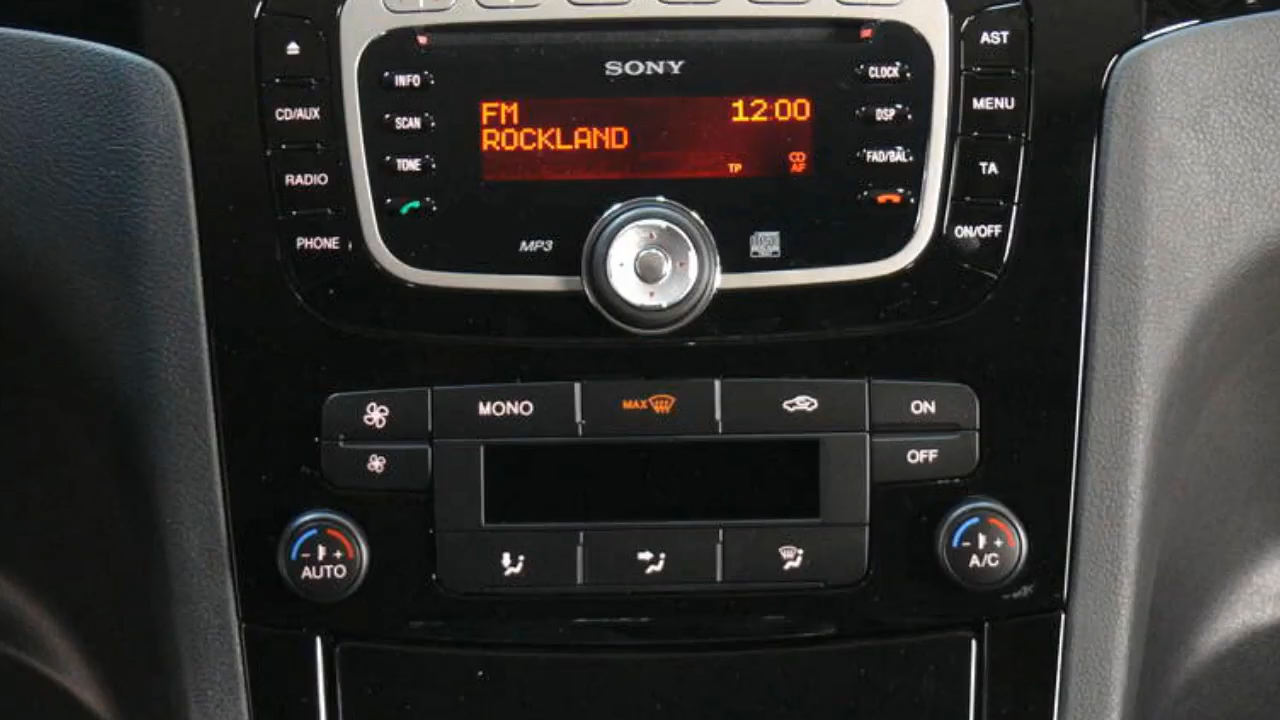 SONY
INFO
CLOCK
AST
CD/AUX
SCAN
FM 12:00
DSP
MENU
ROCKLAND
TONE
TP
CD
AF
FAD/BAL
RADIO
TA
PHONE
MP3
ON/OFF
MONO
MAX
ON
OFF
- +
AUTO
- +
A/C